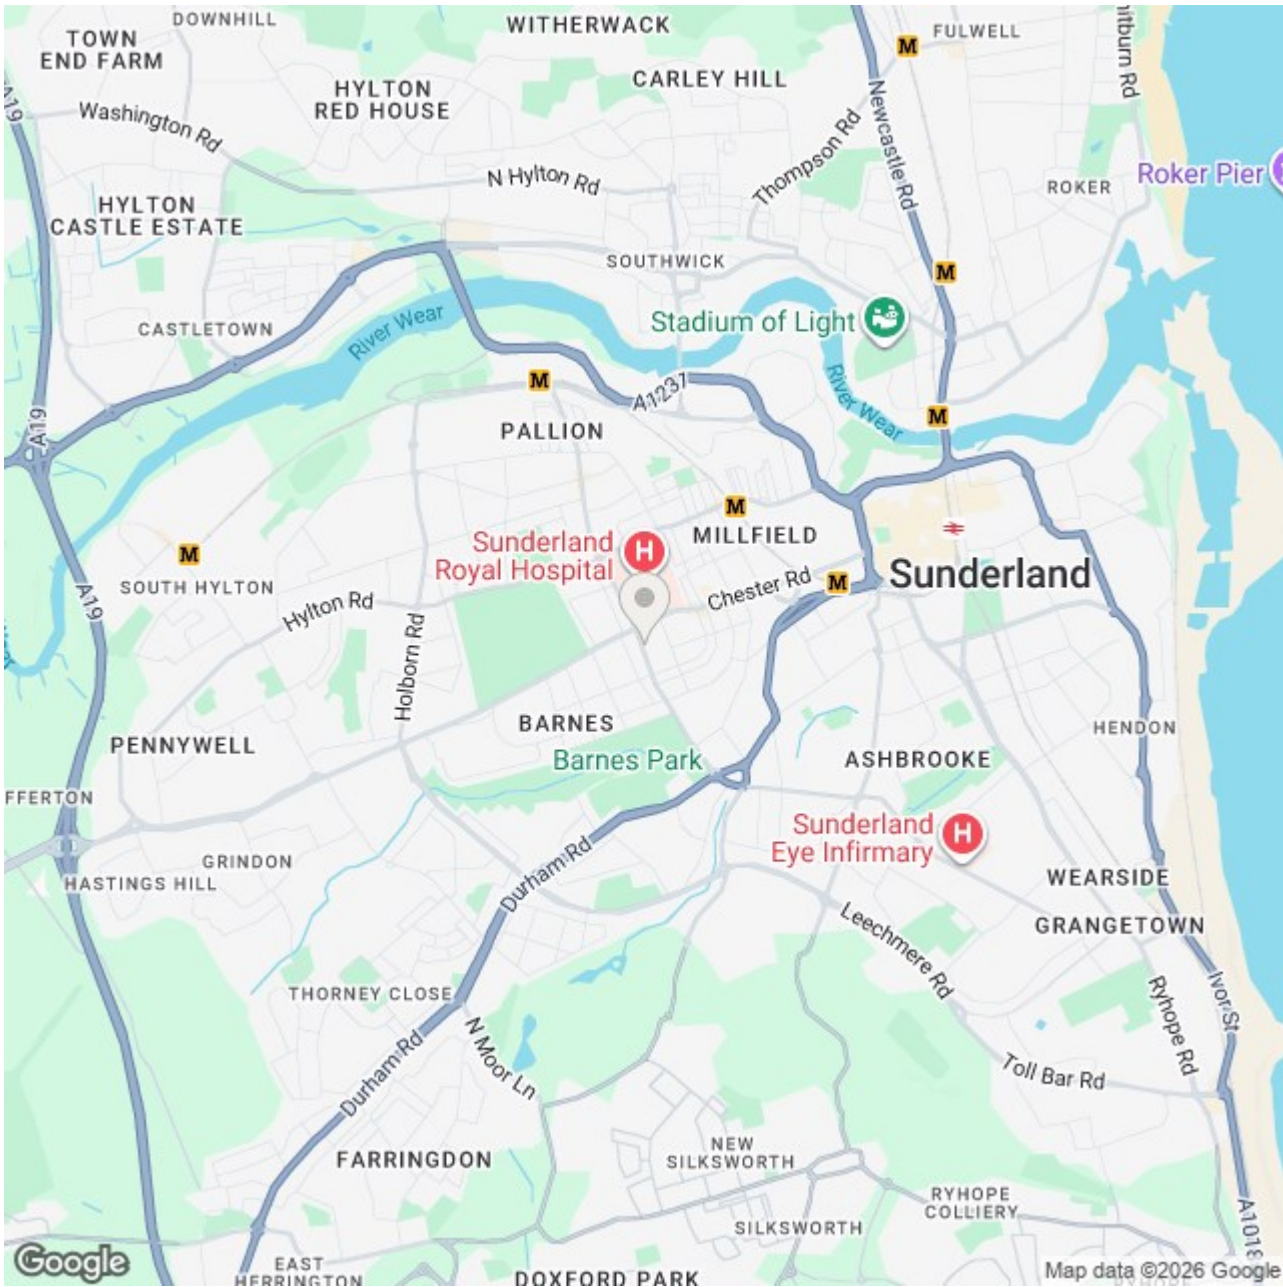 DOWNHILL
WITHERWACK
FULWELL
TOWN
END FARM
CARLEY HILL
HYLTON
RED HOUSE
A19
Washington Rd
Newcastle Rd
Thompson Rd
N Hylton Rd
Roker Pier
ROKER
HYLTON
CASTLE ESTATE
SOUTHWICK
CASTLETOWN
River Wear
Stadium of Light
A1231
River Wear
A19
PALLION
MILLFIELD
Sunderland
Royal Hospital
Sunderland
SOUTH HYLTON
A19
Hylton Rd
Chester Rd
Holborn Rd
BARNES
HENDON
PENNYWELL
Barnes Park
ASHBROOKE
GRINDON
Sunderland
Eye Infirmary
HASTINGS HILL
Durham Rd
WEARSIDE
GRANGETOWN
Leechmere Rd
THORNEY CLOSE
Ryhope Rd
Ivor St
N Moor Ln
Durham Rd
Toll Bar Rd
FARRINGDON
NEW
SILKSWORTH
RYHOPE
COLLIERY
SILKSWORTH
A1018
EAST
HERRINGTON
DOXFORD PARK
Google
Map data ©2026 Google